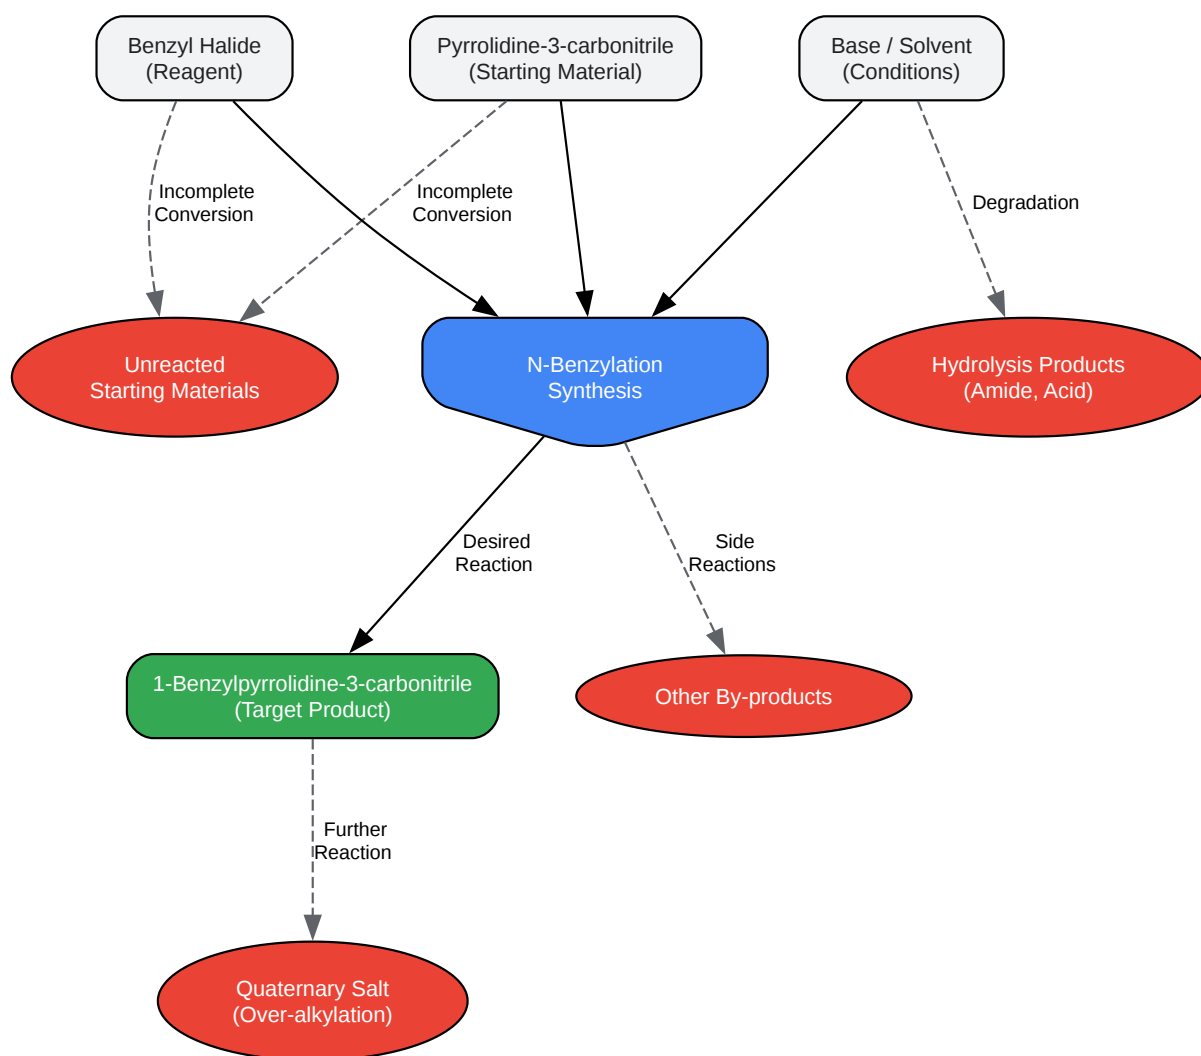 Benzyl Halide
(Reagent)
Pyrrolidine-3-carbonitrile
(Starting Material)
Base / Solvent
(Conditions)
Incomplete
Conversion
Incomplete
Conversion
Degradation
Unreacted
Starting Materials
N-Benzylation
Synthesis
Hydrolysis Products
(Amide, Acid)
Desired
Reaction
Side
Reactions
1-Benzylpyrrolidine-3-carbonitrile
(Target Product)
Other By-products
Further
Reaction
Quaternary Salt
(Over-alkylation)